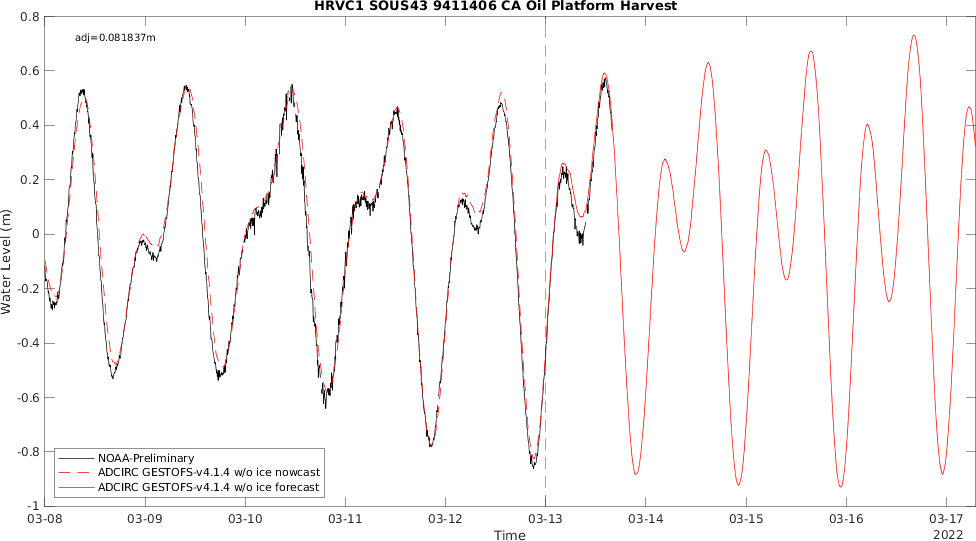 HRVC1 SOUS43 9411406 CA Oil Platform Harvest
adj=0.081837m
Water Level (m)
0.8
0.6
0.4
0.2
0
-0.2
-0.4
-0.6
-0.8
-1
NOAA-Preliminary
ADCIRC GESTOFS-v4.1.4 w/o ice nowcast
ADCIRC GESTOFS-v4.1.4 w/o ice forecast
03-08 03-09 03-10 03-11 03-12 03-13 03-14 03-15 03-16 03-17
Time
2022